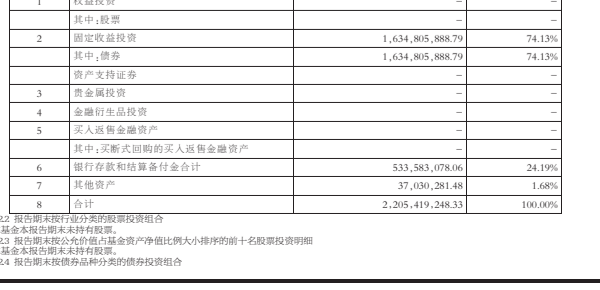 1 权益投资 — —
其中:股票 — —
2 固定收益投资 1,634,805,888.79 74.13%
其中:债券 1,634,805,888.79 74.13%
资产支持证券 — —
3 贵金属投资 — —
4 金融衍生品投资 — —
5 买入返售金融资产 — —
其中:买断式回购的买入返售金融资产 — —
6 银行存款和结算备付金合计 533,583,078.06 24.19%
7 其他资产 37,030,281.48 1.68%
8 合计 2,205,419,248.33 100.00%
2.2 报告期末按行业分类的股票投资组合
基金本报告期末未持有股票。
2.3 报告期末按公允价值占基金资产净值比例大小排序的前十名股票投资明细
基金本报告期末未持有股票。
2.4 报告期末按债券品种分类的债券投资组合